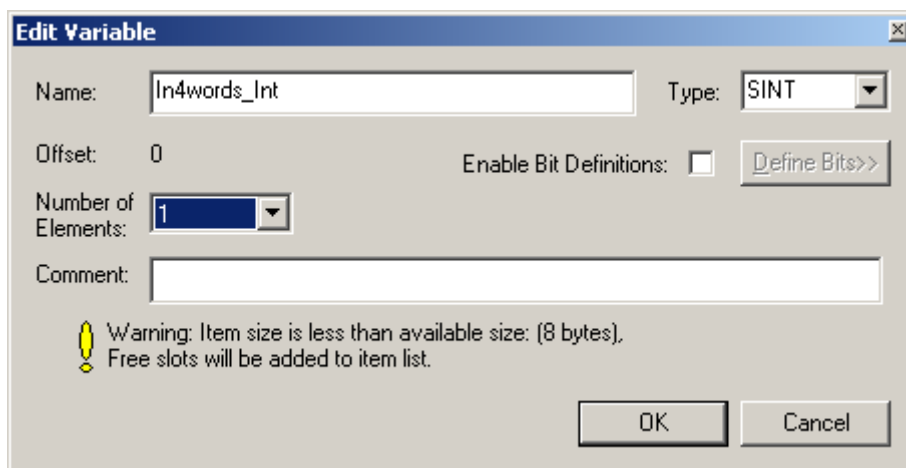 Edit Variable
Name: In4words_Int Type: SINT
Offset: 0 Enable Bit Definitions: Define Bits>>
Number of
Elements: 1
Comment:
Warning: Item size is less than available size: (8 bytes),
Free slots will be added to item list.
OK Cancel